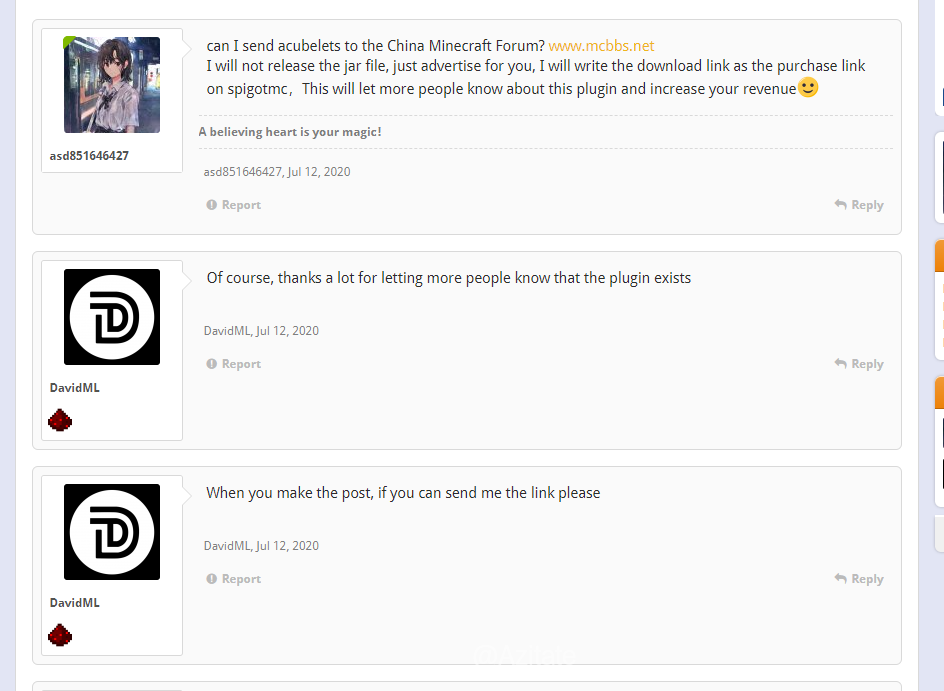 can I send acubelets to the China Minecraft Forum? www.mcbbs.net
I will not release the jar file, just advertise for you, I will write the download link as the purchase link
on spigotmc，This will let more people know about this plugin and increase your revenue
A believing heart is your magic!
asd851646427
asd851646427, Jul 12, 2020
Report
Reply
Of course, thanks a lot for letting more people know that the plugin exists
DavidML, Jul 12, 2020
Report
Reply
DavidML
When you make the post, if you can send me the link please
DavidML, Jul 12, 2020
Report
Reply
DavidML